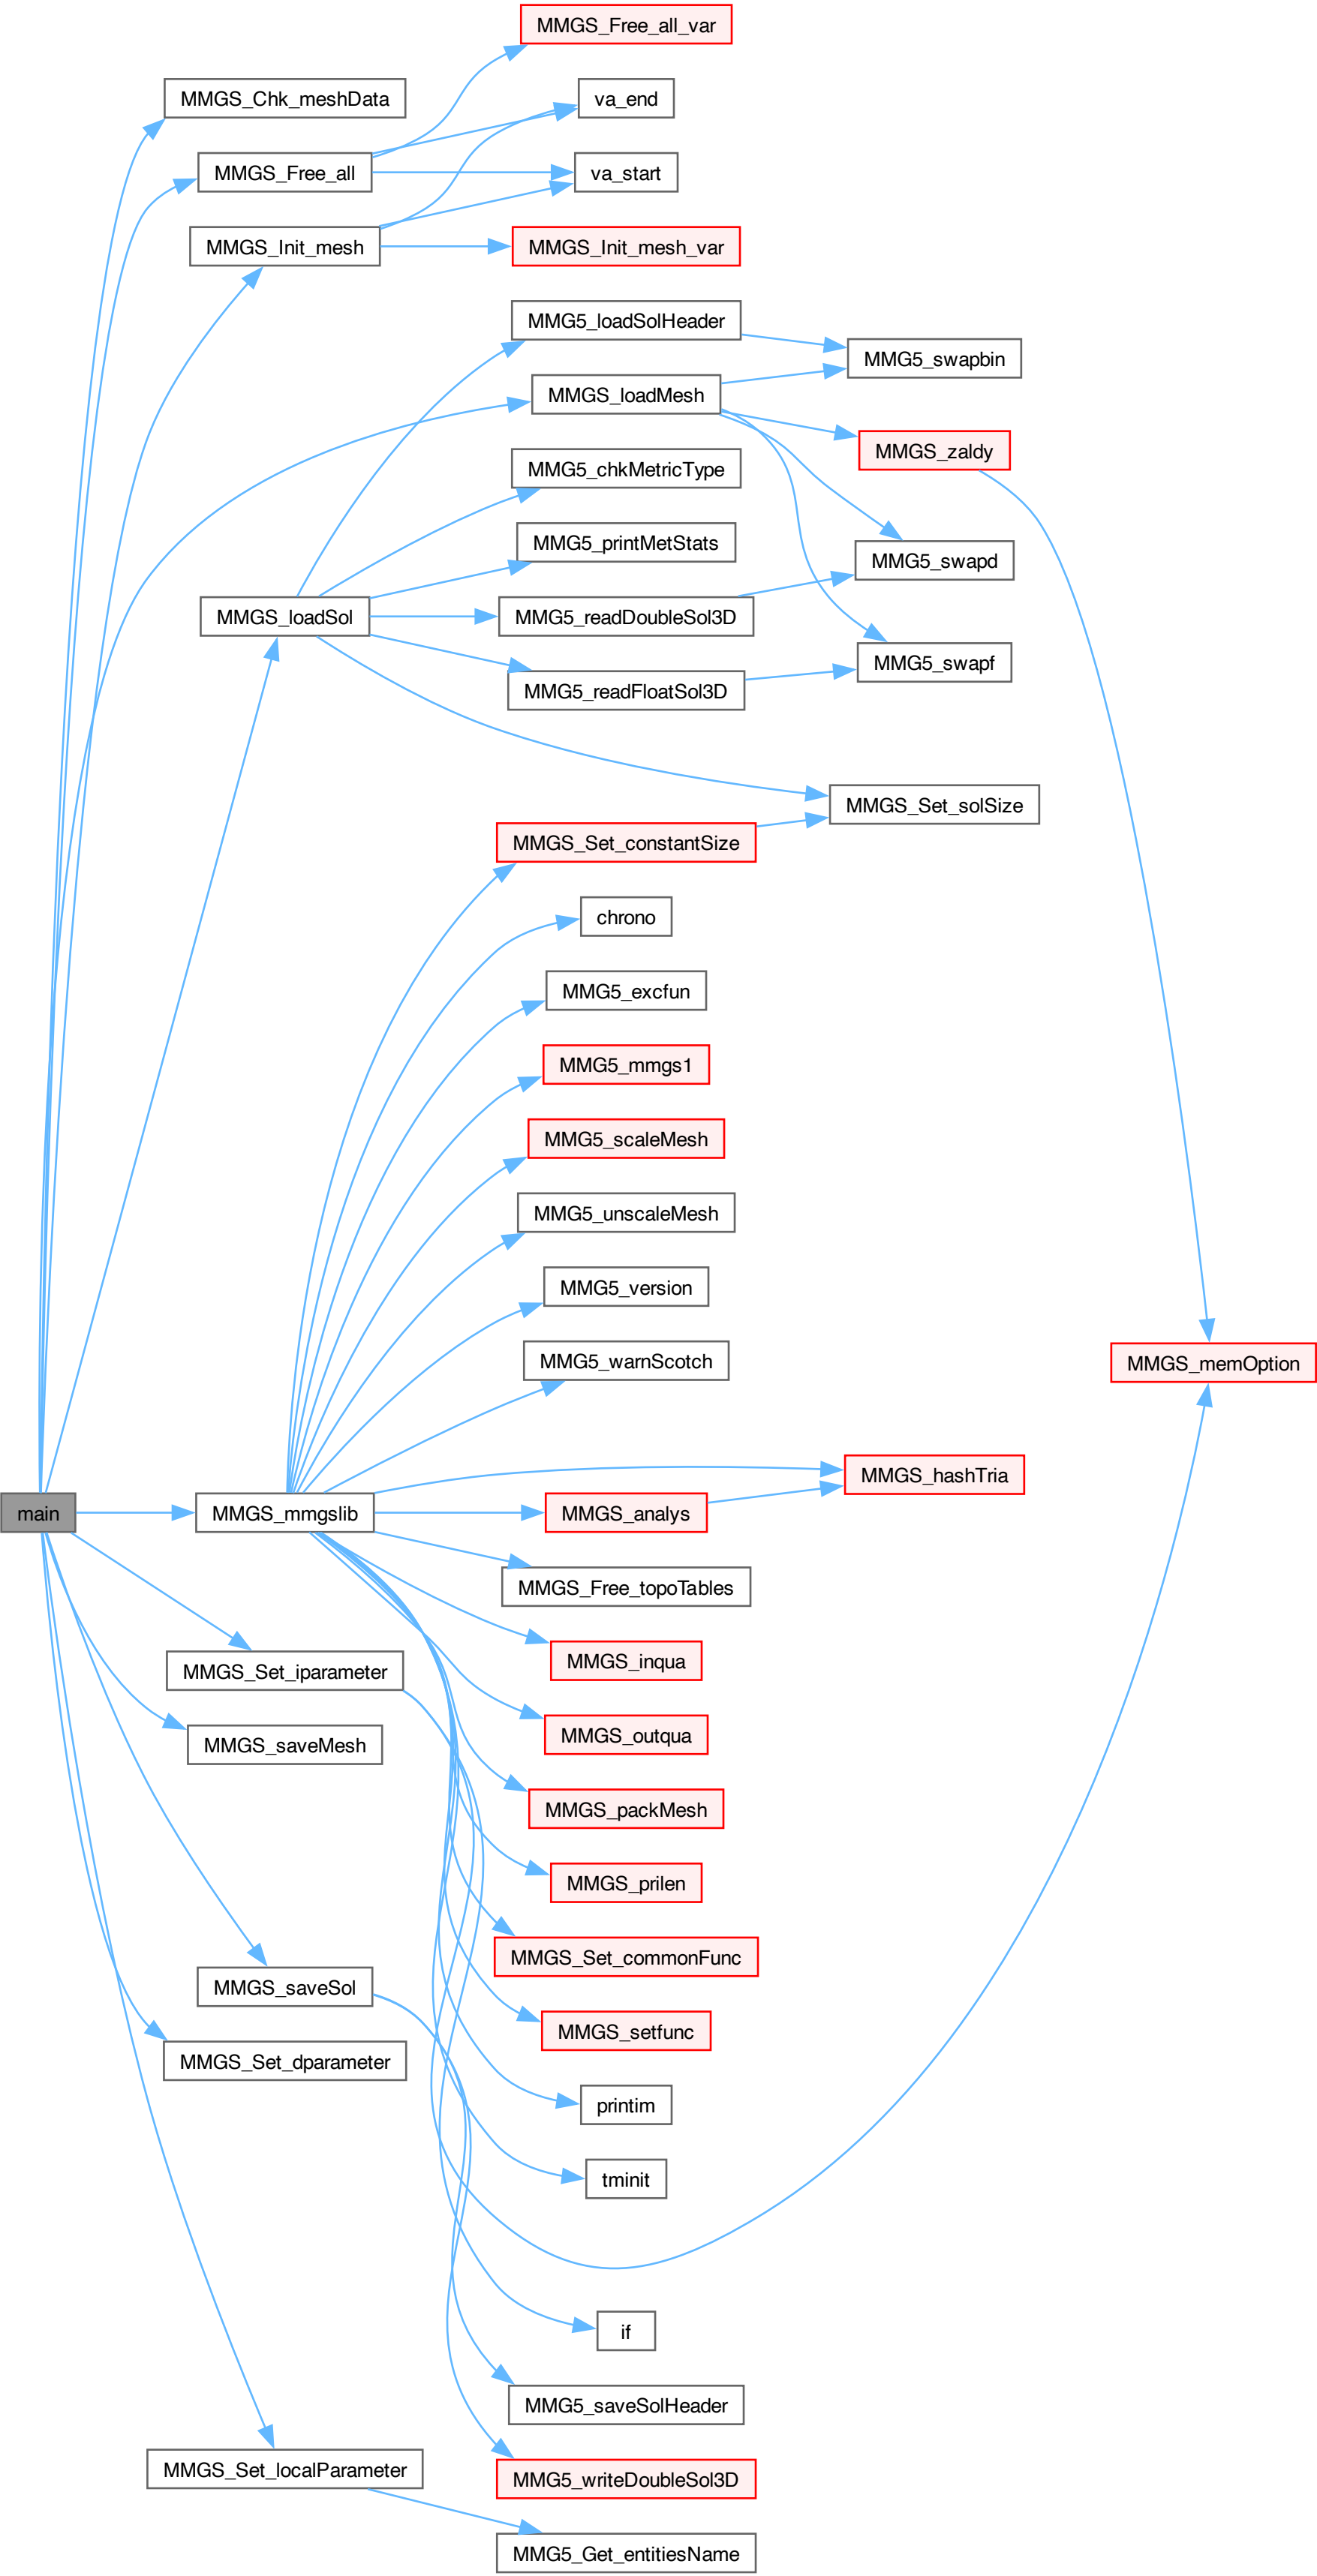 MMGS_Free_all_var
MMGS_Chk_meshData
va_end
MMGS_Free_all
va_start
MMGS_Init_mesh
MMGS_Init_mesh_var
MMG5_loadSolHeader
MMG5_swapbin
MMGS_loadMesh
MMGS_zaldy
MMG5_chkMetricType
MMG5_printMetStats
MMG5_swapd
MMGS_loadSol
MMG5_readDoubleSol3D
MMG5_swapf
MMG5_readFloatSol3D
MMGS_Set_solSize
MMGS_Set_constantSize
chrono
MMG5_excfun
MMG5_mmgs1
MMG5_scaleMesh
MMG5_unscaleMesh
MMG5_version
MMG5_warnScotch
MMGS_memOption
MMGS_hashTria
main
MMGS_mmgslib
MMGS_analys
MMGS_Free_topoTables
MMGS_inqua
MMGS_Set_iparameter
MMGS_outqua
MMGS_saveMesh
MMGS_packMesh
MMGS_prilen
MMGS_Set_commonFunc
MMGS_saveSol
MMGS_setfunc
MMGS_Set_dparameter
printim
tminit
if
MMG5_saveSolHeader
MMGS_Set_localParameter
MMG5_writeDoubleSol3D
MMG5_Get_entitiesName